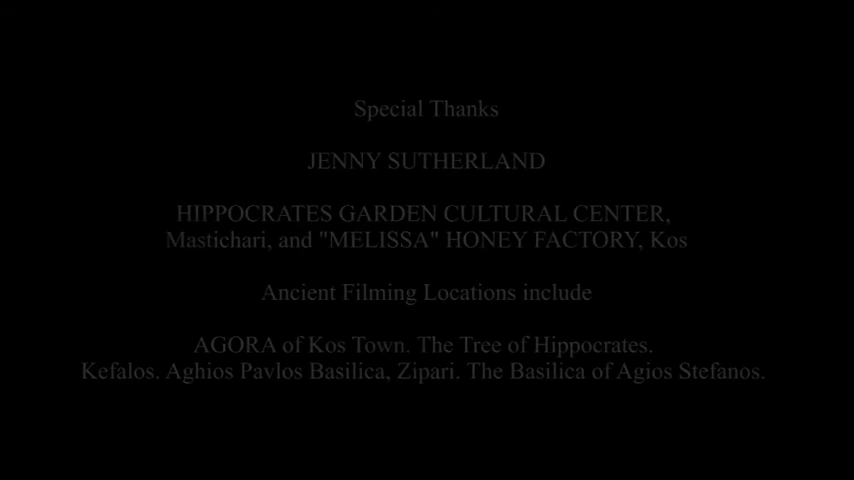 Special Thanks
JENNY SUTHERLAND
HIPPOCRATES GARDEN CULTURAL CENTER,
Mastichari, and "MELISSA" HONEY FACTORY, Kos
Ancient Filming Locations include
AGORA of Kos Town. The Tree of Hippocrates.
Kefalos. Aghios Pavlos Basilica, Zipari. The Basilica of Agios Stefanos.